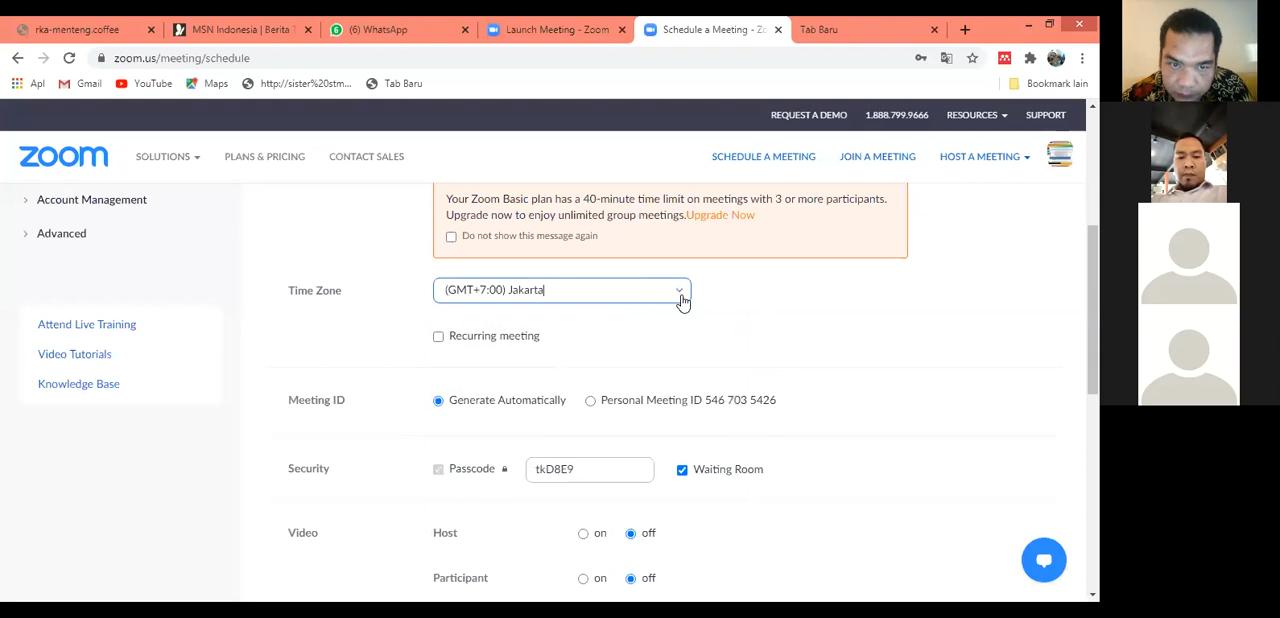 rka-menteng.coffee
MSN Indonesia | Berita T
(6) WhatsApp
Launch Meeting - Zoom
Schedule a Meeting - Zo
Tab Baru
zoom.us/meeting/schedule
Apl
Gmail
YouTube
Maps
http://sister%20stm...
Tab Baru
Bookmark lain
REQUEST A DEMO
1.888.799.9666
RESOURCES
SUPPORT
zoom
SOLUTIONS
PLANS & PRICING
CONTACT SALES
SCHEDULE A MEETING
JOIN A MEETING
HOST A MEETING
Account Management
Advanced
Attend Live Training
Video Tutorials
Knowledge Base
Your Zoom Basic plan has a 40-minute time limit on meetings with 3 or more participants.
Upgrade now to enjoy unlimited group meetings.Upgrade Now
Do not show this message again
Time Zone
(GMT+7:00) Jakarta
Recurring meeting
Meeting ID
Generate Automatically
Personal Meeting ID 546 703 5426
Security
Passcode
tkD8E9
Waiting Room
Video
Host
on
off
Participant
on
off